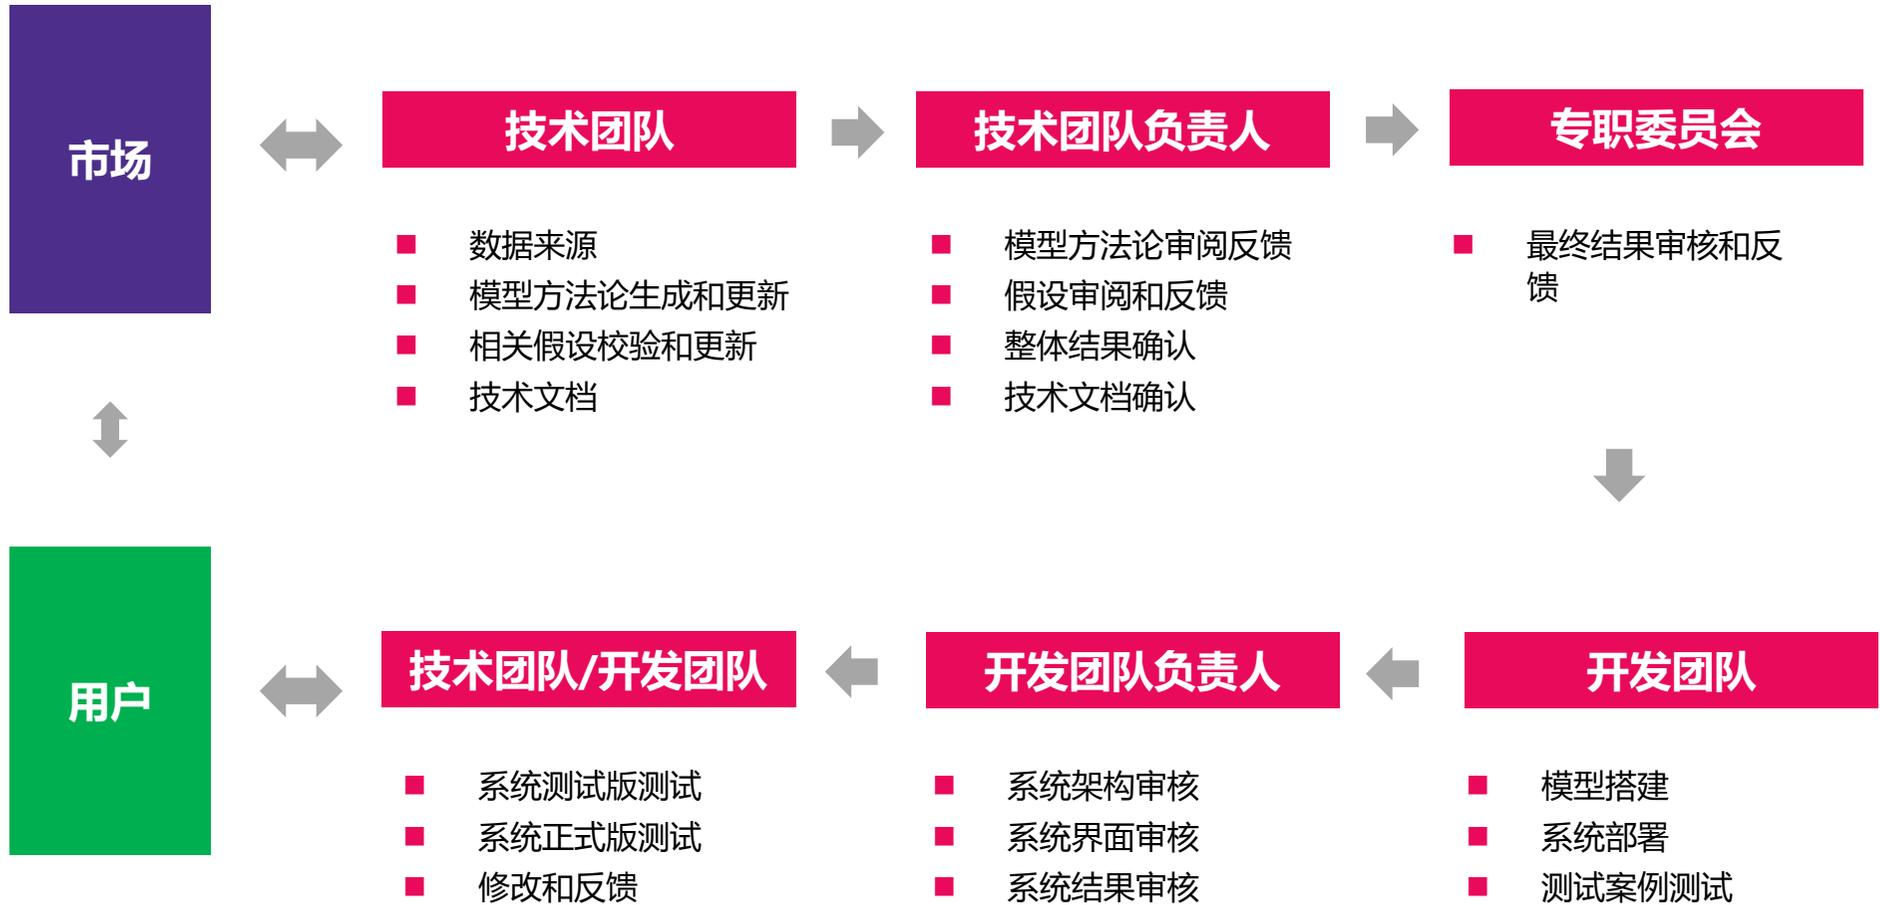 市场
技术团队
技术团队负责人
专职委员会
数据来源
模型方法论生成和更新
相关假设校验和更新
技术文档
模型方法论审阅反馈
假设审阅和反馈
整体结果确认
技术文档确认
最终结果审核和反
馈
用户
技术团队/开发团队
开发团队负责人
开发团队
系统测试版测试
系统正式版测试
修改和反馈
系统架构审核
系统界面审核
系统结果审核
模型搭建
系统部署
测试案例测试